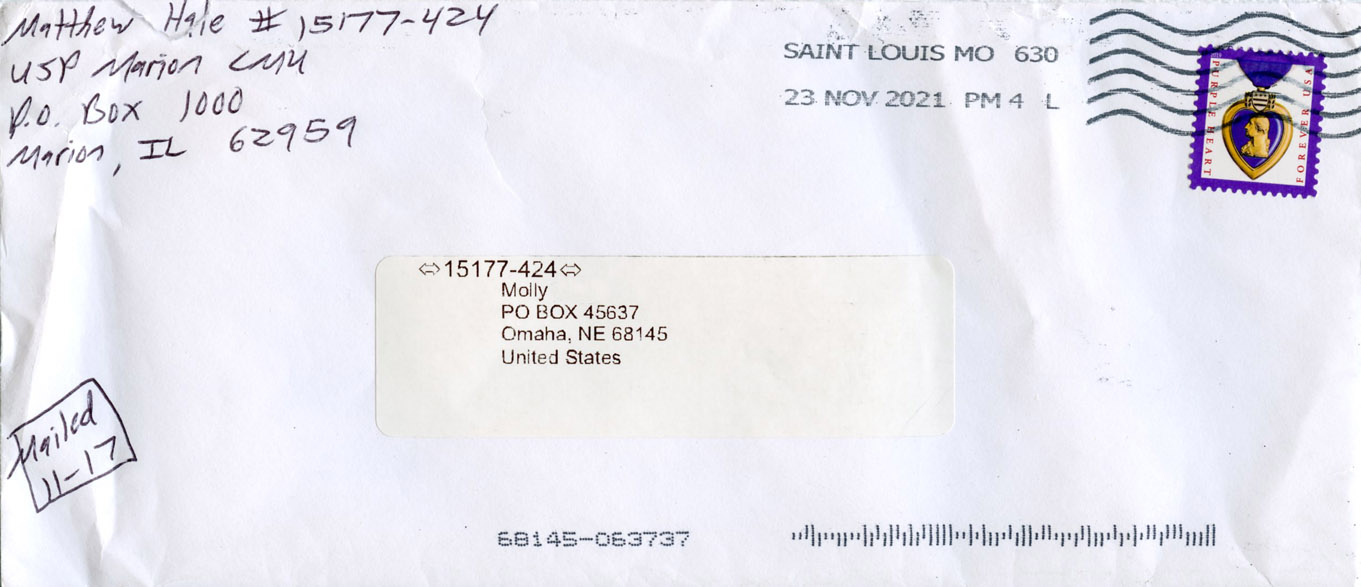 Matthew Hale # 15177-424
USP Marion CMU
P.O. Box 1000
Marion, IL 62959
SAINT LOUIS MO 630
23 NOV 2021 PM 4 L
PURPLE HEART
FOREVER USA
⇔15177-424⇔
Molly
PO BOX 45637
Omaha, NE 68145
United States
Mailed
11-17
68145-063737